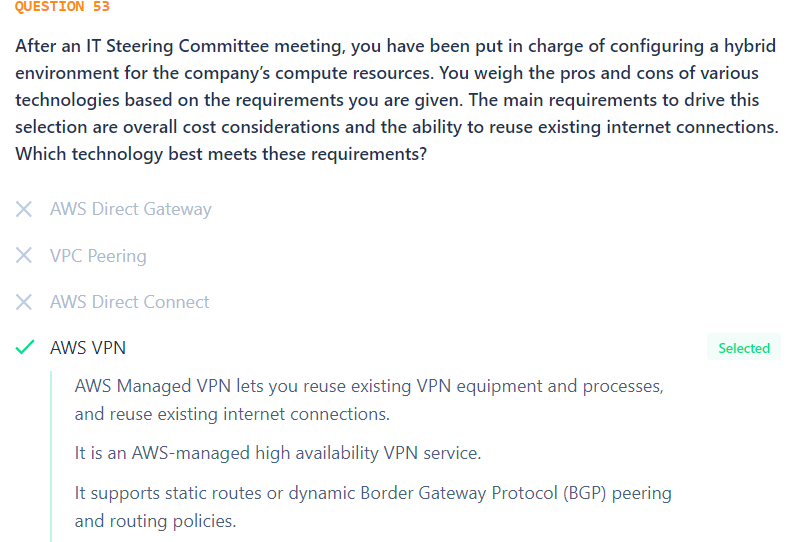 QUESTION 53
After an IT Steering Committee meeting, you have been put in charge of configuring a hybrid
environment for the company's compute resources. You weigh the pros and cons of various
technologies based on the requirements you are given. The main requirements to drive this
selection are overall cost considerations and the ability to reuse existing internet connections.
Which technology best meets these requirements?
AWS Direct Gateway
VPC Peering
AWS Direct Connect
AWS VPN Selected
AWS Managed VPN lets you reuse existing VPN equipment and processes,
and reuse existing internet connections.
It is an AWS-managed high availability VPN service.
It supports static routes or dynamic Border Gateway Protocol (BGP) peering
and routing policies.